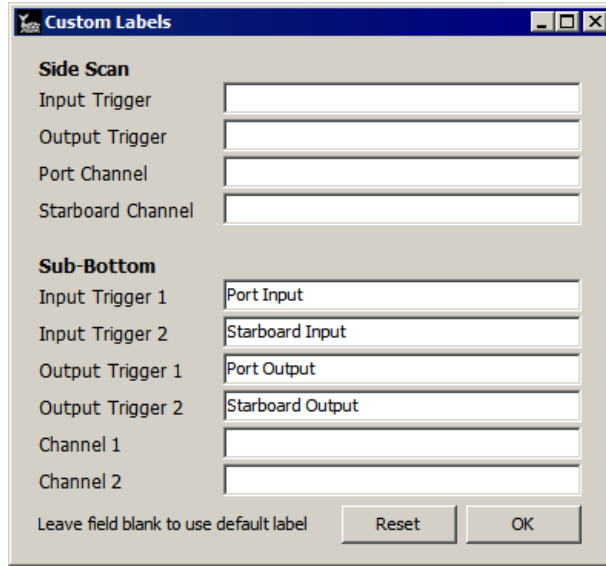 Custom Labels
Side Scan
Input Trigger
Output Trigger
Port Channel
Starboard Channel
Sub-Bottom
Input Trigger 1 Port Input
Input Trigger 2 Starboard Input
Output Trigger 1 Port Output
Output Trigger 2 Starboard Output
Channel 1
Channel 2
Leave field blank to use default label Reset OK